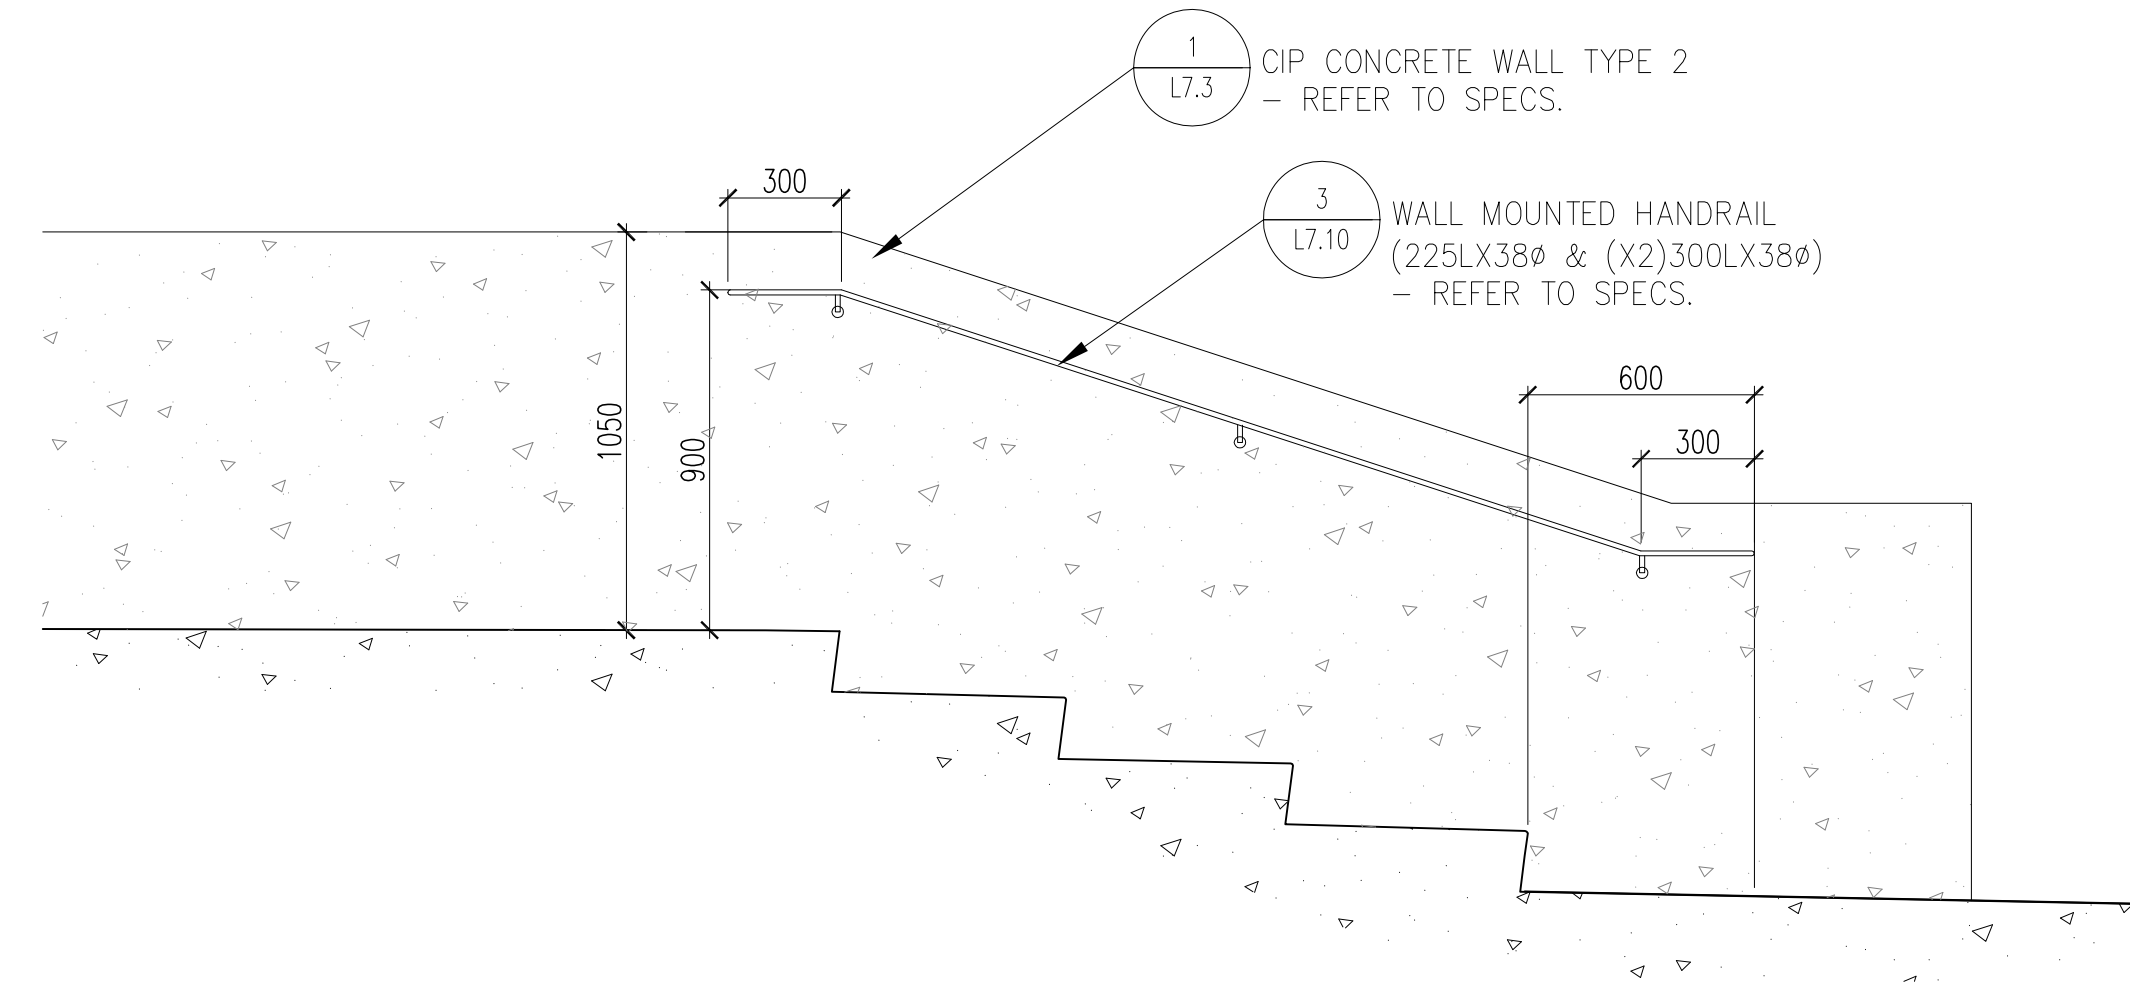 1
L7.3
CIP CONCRETE WALL TYPE 2
– REFER TO SPECS.
300
3
L7.10
WALL MOUNTED HANDRAIL
(225LX38ø & (X2)300LX38ø)
– REFER TO SPECS.
600
300
1050
900